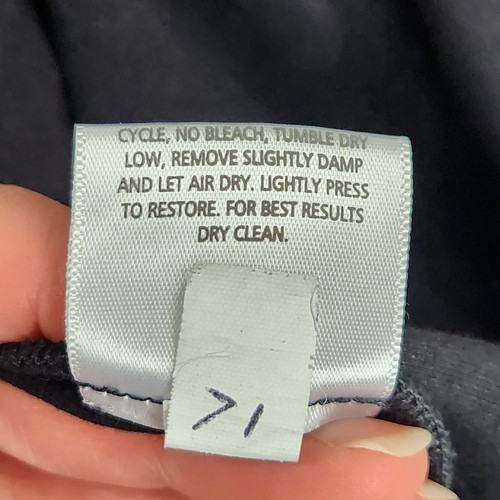 CYCLE, NO BLEACH, TUMBLE DRY
LOW, REMOVE SLIGHTLY DAMP
AND LET AIR DRY. LIGHTLY PRESS
TO RESTORE. FOR BEST RESULTS
DRY CLEAN.